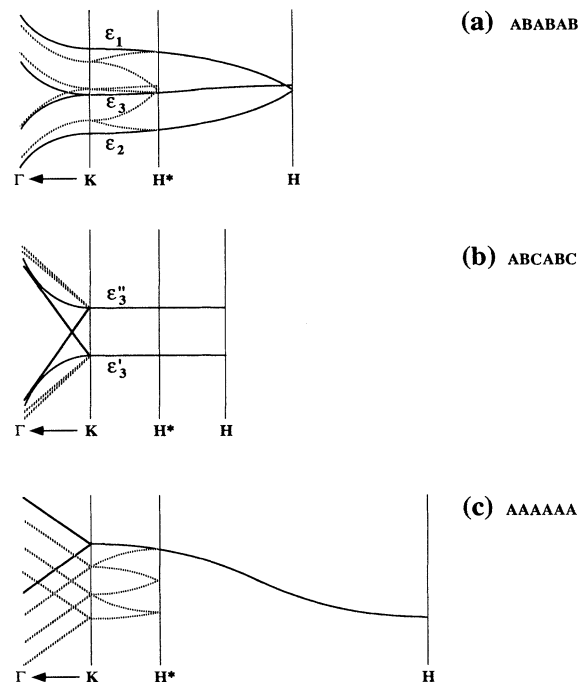 (a) ABABAB
ε₁
ε₃
ε₂
Γ K H* H
(b) ABCABC
ε₃''
ε₃'
Γ K H* H
(c) AAAAAA
Γ K H* H